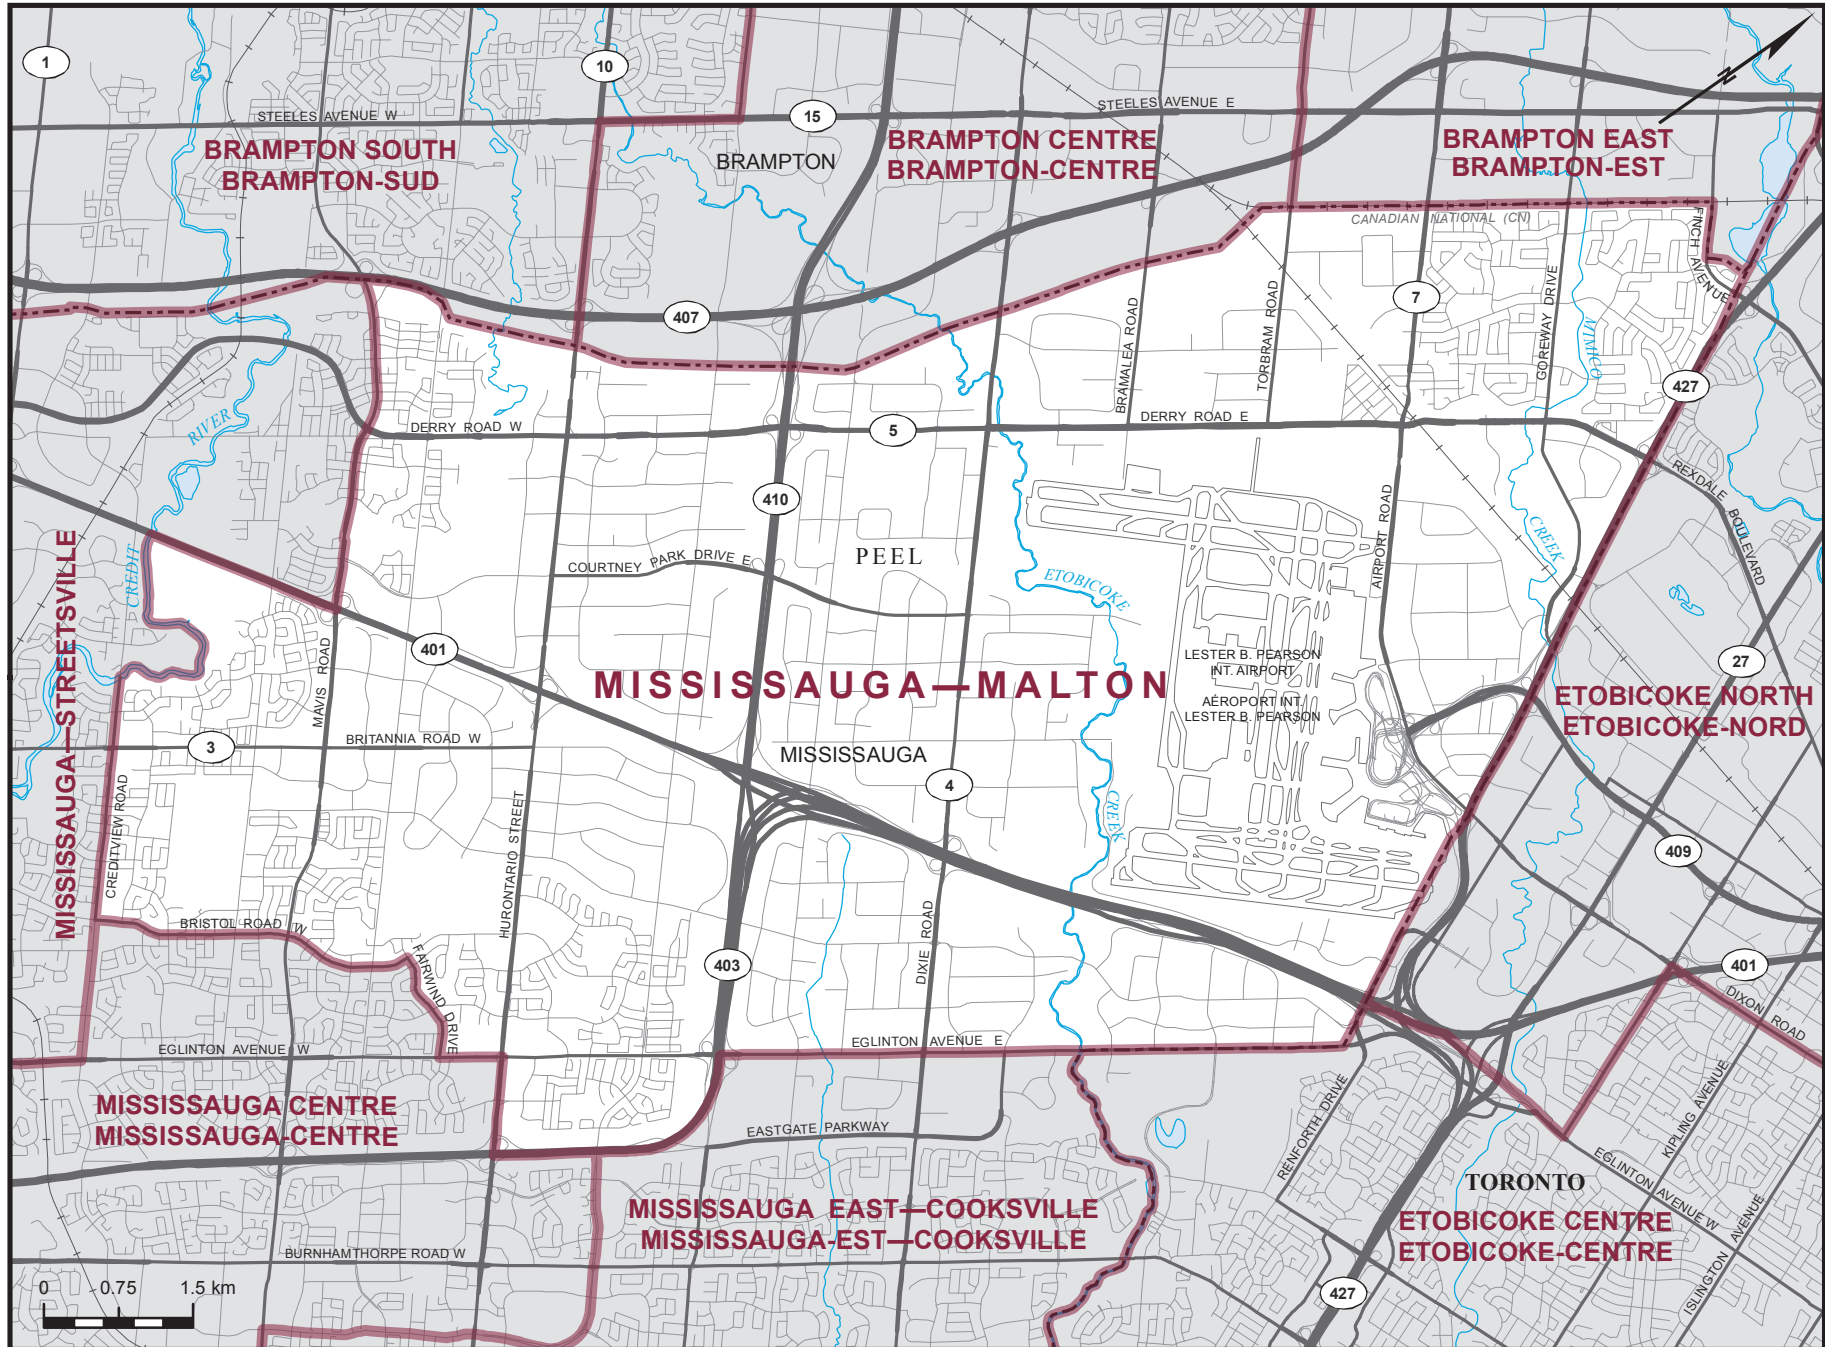 1
10
STEELES AVENUE W
15
STEELES AVENUE E
BRAMPTON SOUTH
BRAMPTON-SUD
BRAMPTON
BRAMPTON CENTRE
BRAMPTON-CENTRE
BRAMPTON EAST
BRAMPTON-EST
N
CANADIAN NATIONAL (CN)
FINCH AVENUE
407
7
BRAMALEA ROAD
TORBRAM ROAD
GOREWAY DRIVE
MIMICO
CREEK
427
RIVER
CREDIT
DERRY ROAD W
5
DERRY ROAD E
REXDALE BOULEVARD
410
COURTNEY PARK DRIVE E
PEEL
ETOBICOKE
CREEK
AIRPORT ROAD
MISSISSAUGA—STREETSVILLE
MAVIS ROAD
401
MISSISSAUGA—MALTON
LESTER B. PEARSON
INT. AIRPORT
AÉROPORT INT.
LESTER B. PEARSON
27
ETOBICOKE NORTH
ETOBICOKE-NORD
3
BRITANNIA ROAD W
MISSISSAUGA
4
CREDITVIEW ROAD
HURONTARIO STREET
409
BRISTOL ROAD W
FAIRWIND DRIVE
403
DIXIE ROAD
401
DIXON ROAD
EGLINTON AVENUE W
EGLINTON AVENUE E
MISSISSAUGA CENTRE
MISSISSAUGA-CENTRE
EASTGATE PARKWAY
RENFORTH DRIVE
KIPLING AVENUE
EGLINTON AVENUE W
ISLINGTON AVENUE
TORONTO
MISSISSAUGA EAST—COOKSVILLE
MISSISSAUGA-EST—COOKSVILLE
ETOBICOKE CENTRE
ETOBICOKE-CENTRE
BURNHAMTHORPE ROAD W
427
0 0.75 1.5 km